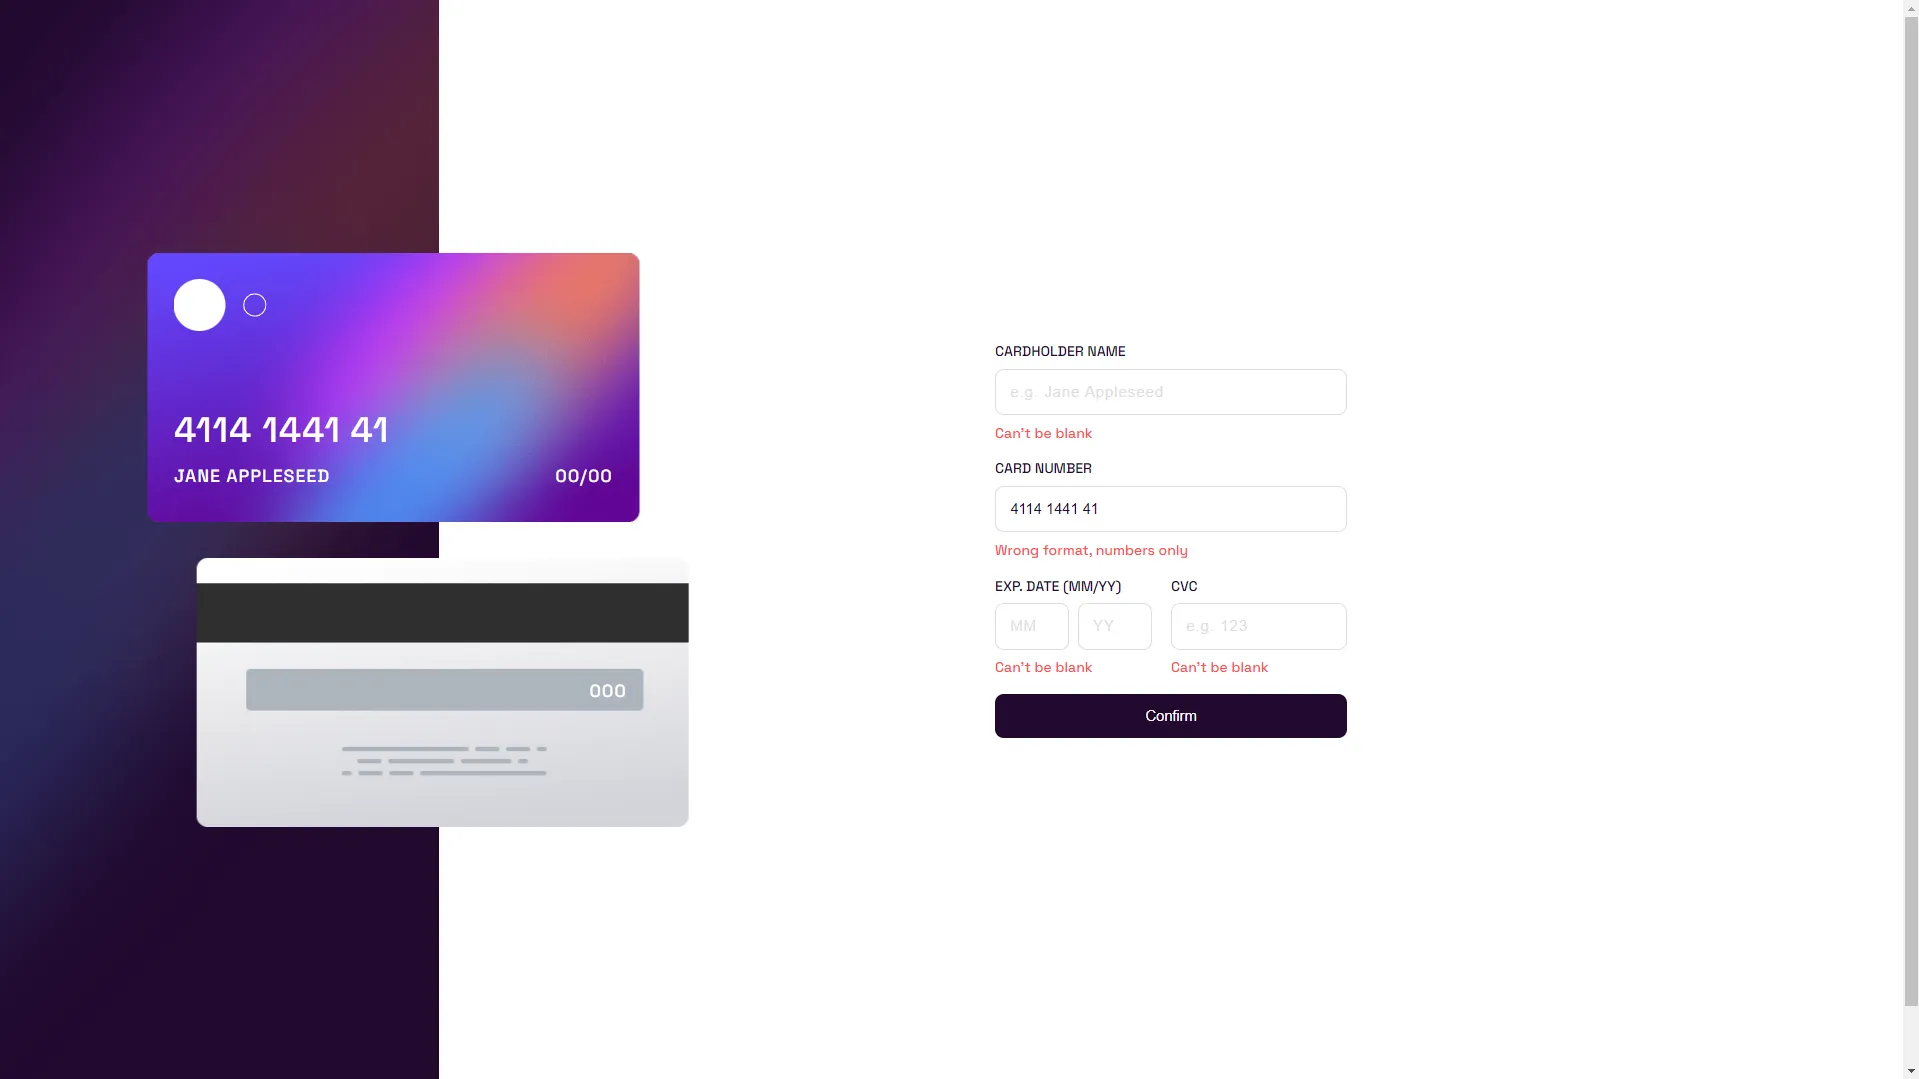 4114 1441 41
JANE APPLESEED 00/00
000
CARDHOLDER NAME
e.g. Jane Appleseed
Can't be blank
CARD NUMBER
4114 1441 41
Wrong format, numbers only
EXP. DATE (MM/YY) CVC
MM YY e.g. 123
Can't be blank Can't be blank
Confirm